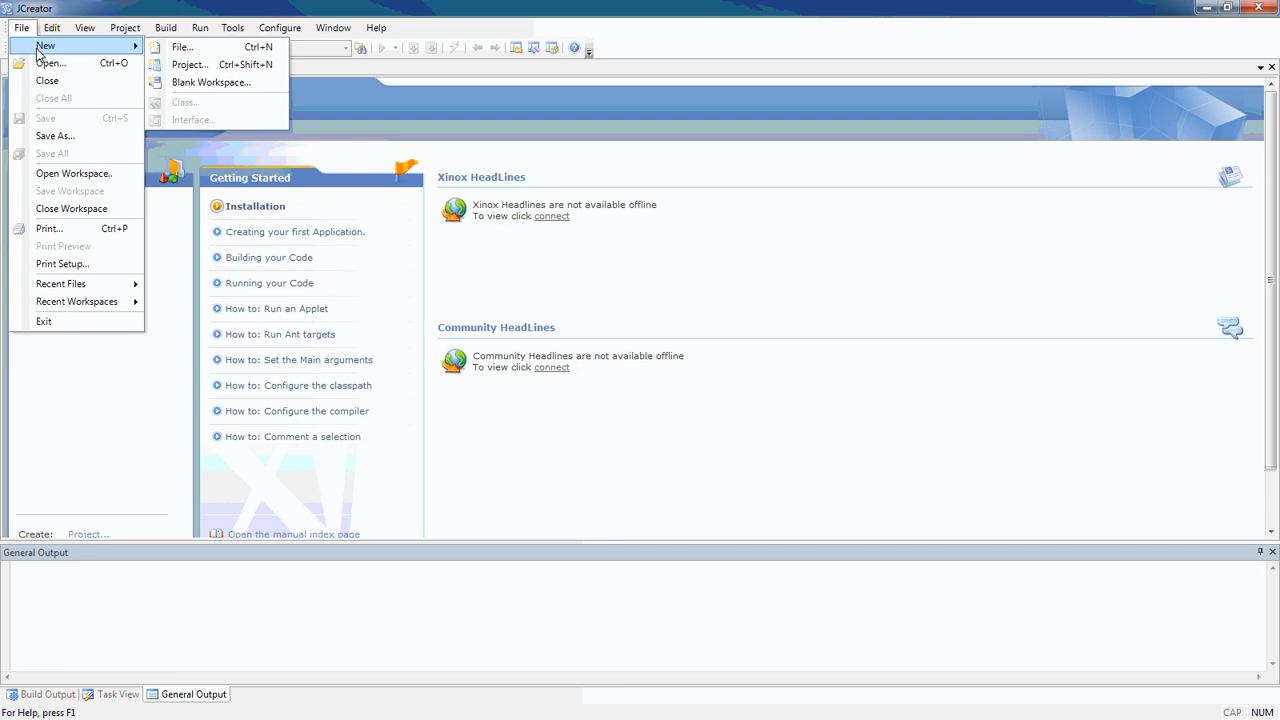 JCreator
File Edit View Project Build Run Tools Configure Window Help
New
Open... Ctrl+O
Close
Close All
Save Ctrl+S
Save As...
Save All
Open Workspace..
Save Workspace
Close Workspace
Print... Ctrl+P
Print Preview
Print Setup...
Recent Files
Recent Workspaces
Exit
File... Ctrl+N
Project... Ctrl+Shift+N
Blank Workspace...
Class...
Interface...
Getting Started
Installation
Creating your first Application.
Building your Code
Running your Code
How to: Run an Applet
How to: Run Ant targets
How to: Set the Main arguments
How to: Configure the classpath
How to: Configure the compiler
How to: Comment a selection
Open the manual index page
Create: Project...
Xinox HeadLines
Xinox Headlines are not available offline
To view click connect
Community HeadLines
Community Headlines are not available offline
To view click connect
General Output
Build Output Task View General Output
For Help, press F1
CAP NUM